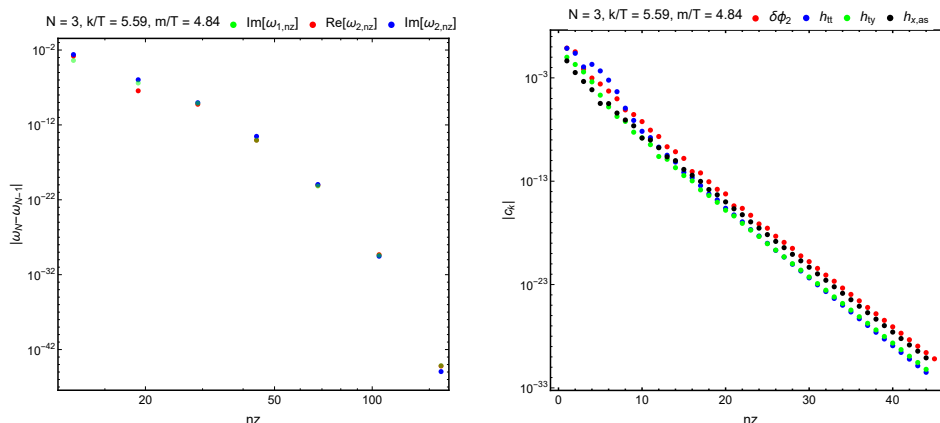 N = 3, k/T = 5.59, m/T = 4.84 Im[ω1,nz] Re[ω2,nz] Im[ω2,nz]
10^-2
10^-12
10^-22
10^-32
10^-42
|ωN-ωN-1|
20
50
100
nz
N = 3, k/T = 5.59, m/T = 4.84 δϕ2 htt hty hx,as
10^-3
10^-13
10^-23
10^-33
|ck|
0
10
20
30
40
nz